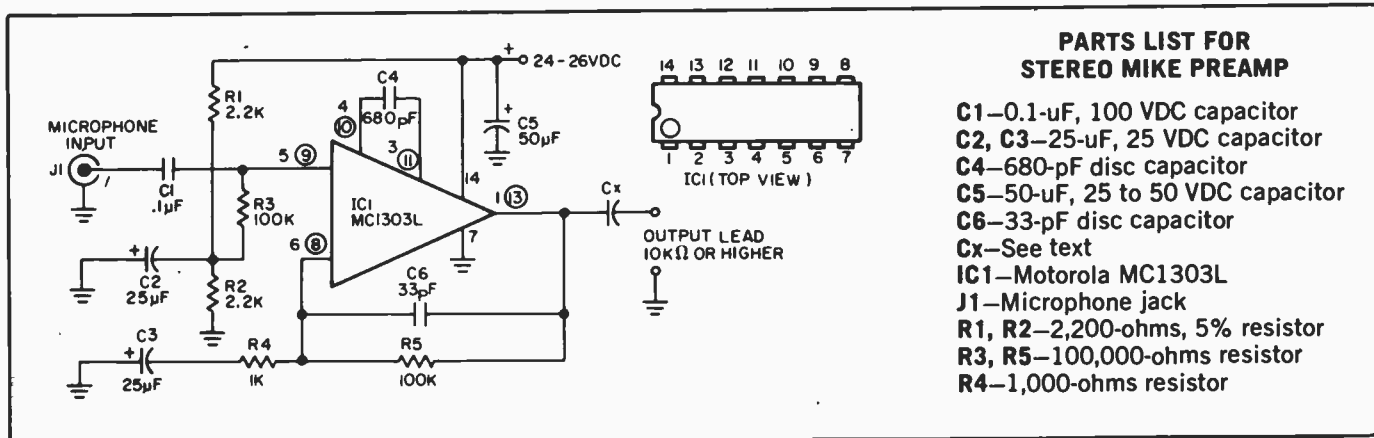 +
24-26VDC
C4
680pF
4
⑩
3
⑪
R1
2.2K
+
C5
50µF
MICROPHONE
INPUT
J1
C1
.1µF
5 ⑨
R3
100K
IC1
MC1303L
14
1 ⑬
7
6 ⑧
Cx
OUTPUT LEAD
10KΩ OR HIGHER
+
C2
25µF
R2
2.2K
C6
33pF
+
C3
25µF
R4
1K
R5
100K
14 13 12 11 10 9 8
1 2 3 4 5 6 7
IC1 (TOP VIEW)
PARTS LIST FOR
STEREO MIKE PREAMP
C1—0.1-uF, 100 VDC capacitor
C2, C3—25-uF, 25 VDC capacitor
C4—680-pF disc capacitor
C5—50-uF, 25 to 50 VDC capacitor
C6—33-pF disc capacitor
Cx—See text
IC1—Motorola MC1303L
J1—Microphone jack
R1, R2—2,200-ohms, 5% resistor
R3, R5—100,000-ohms resistor
R4—1,000-ohms resistor